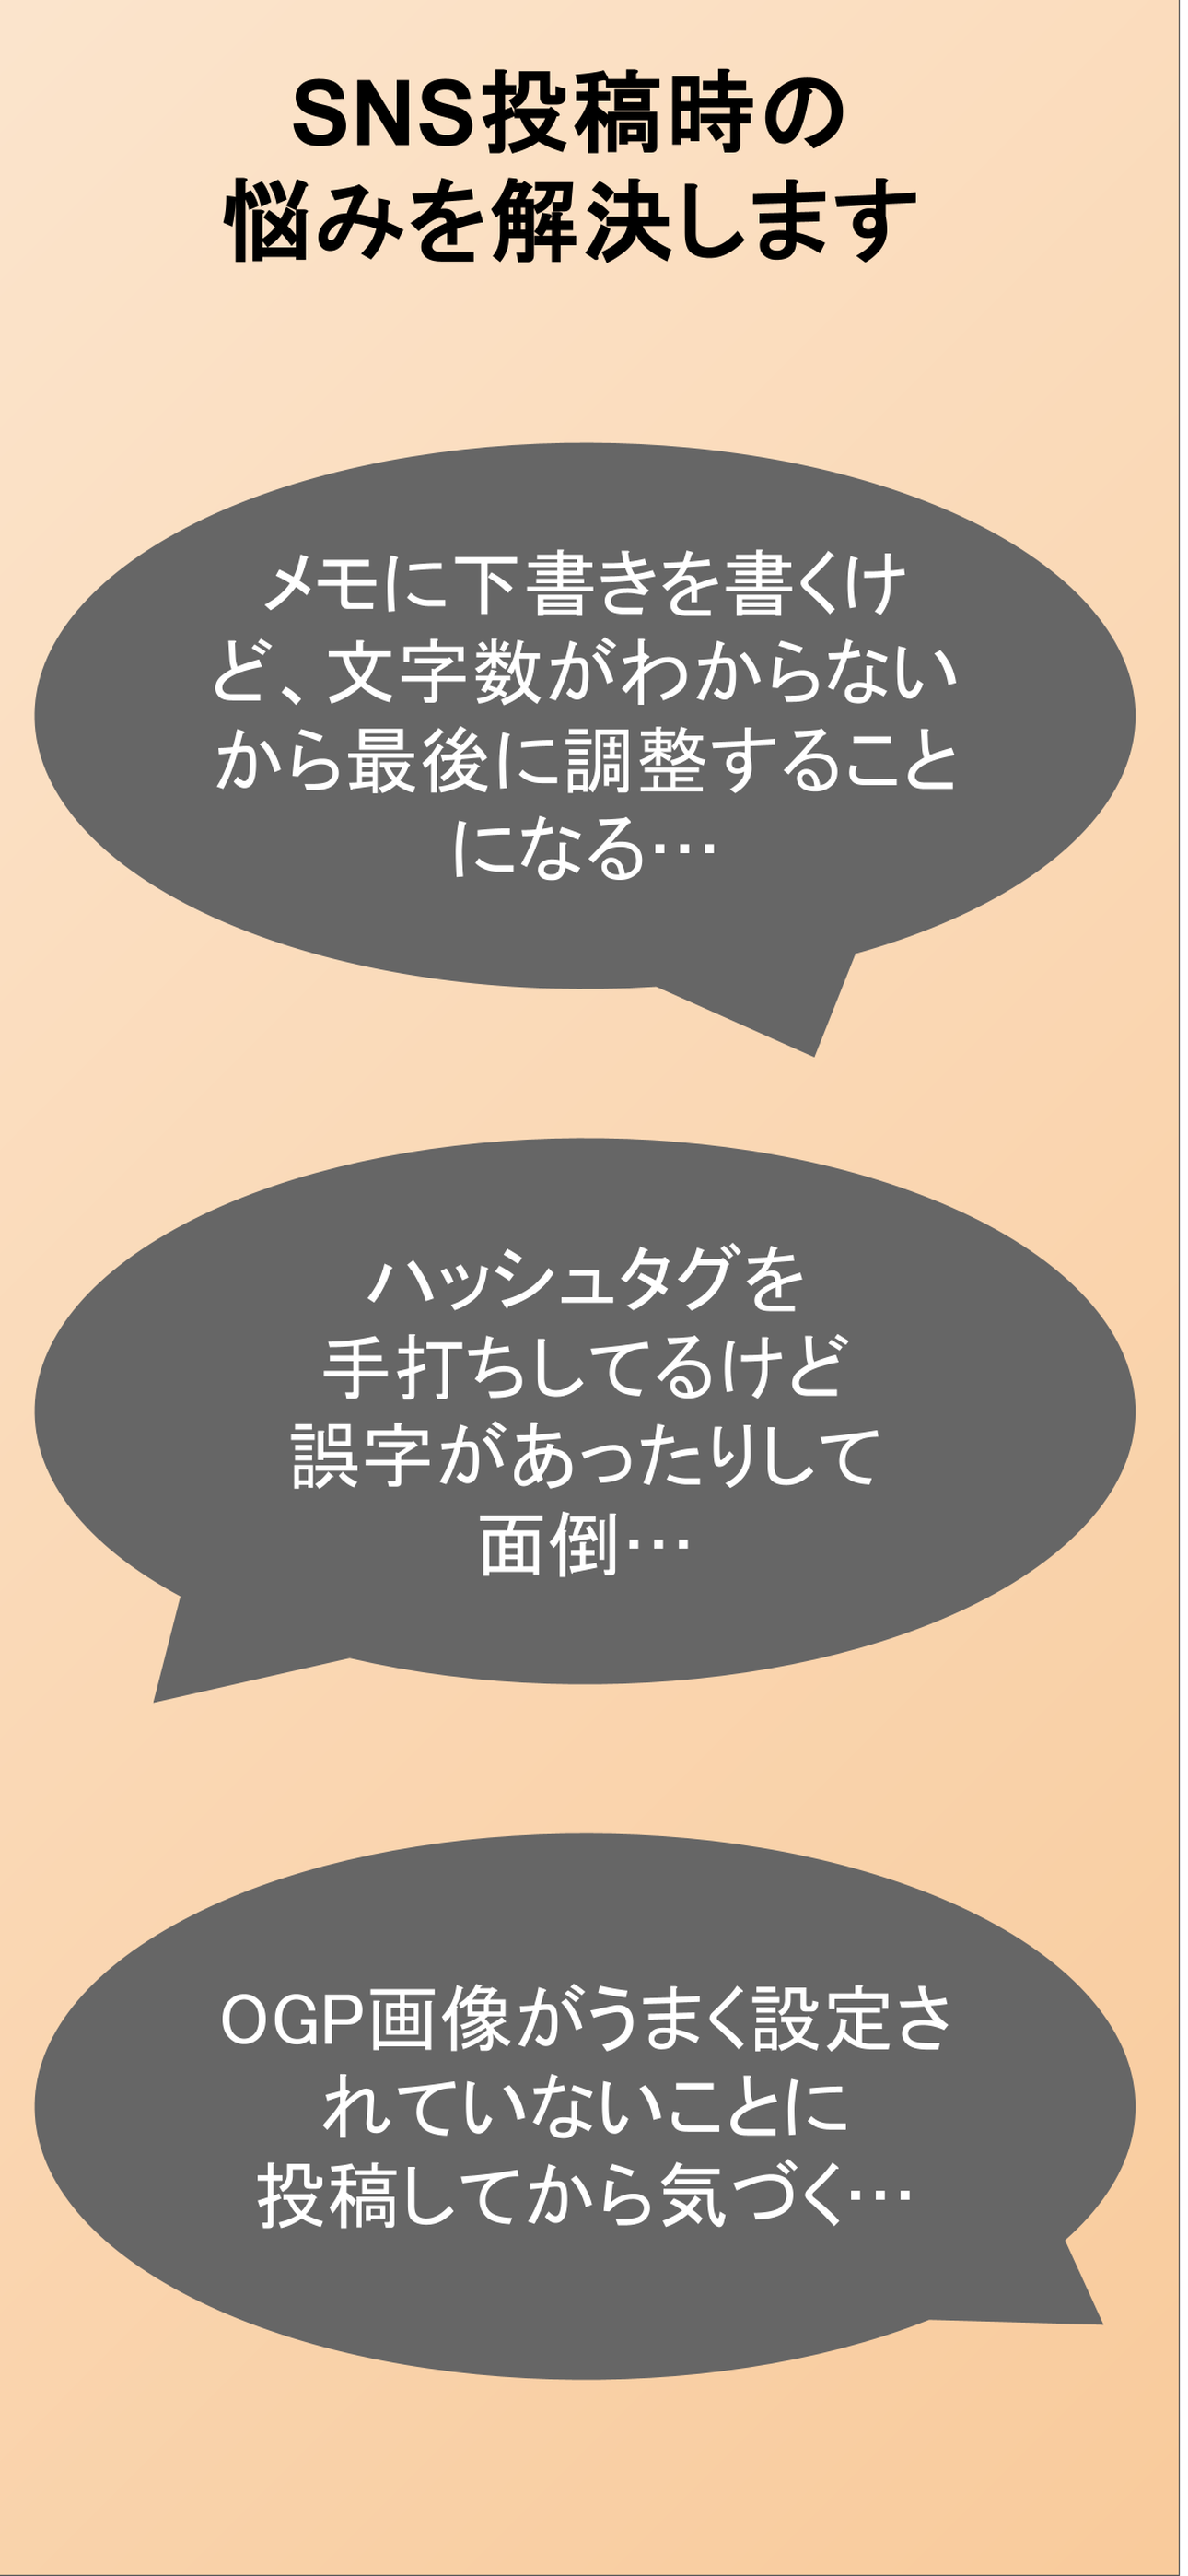 SNS投稿時の
悩みを解決します
メモに下書きを書くけ
ど、文字数がわからない
から最後に調整すること
になる…
ハッシュタグを
手打ちしてるけど
誤字があったりして
面倒…
OGP画像がうまく設定さ
れていないことに
投稿してから気づく…